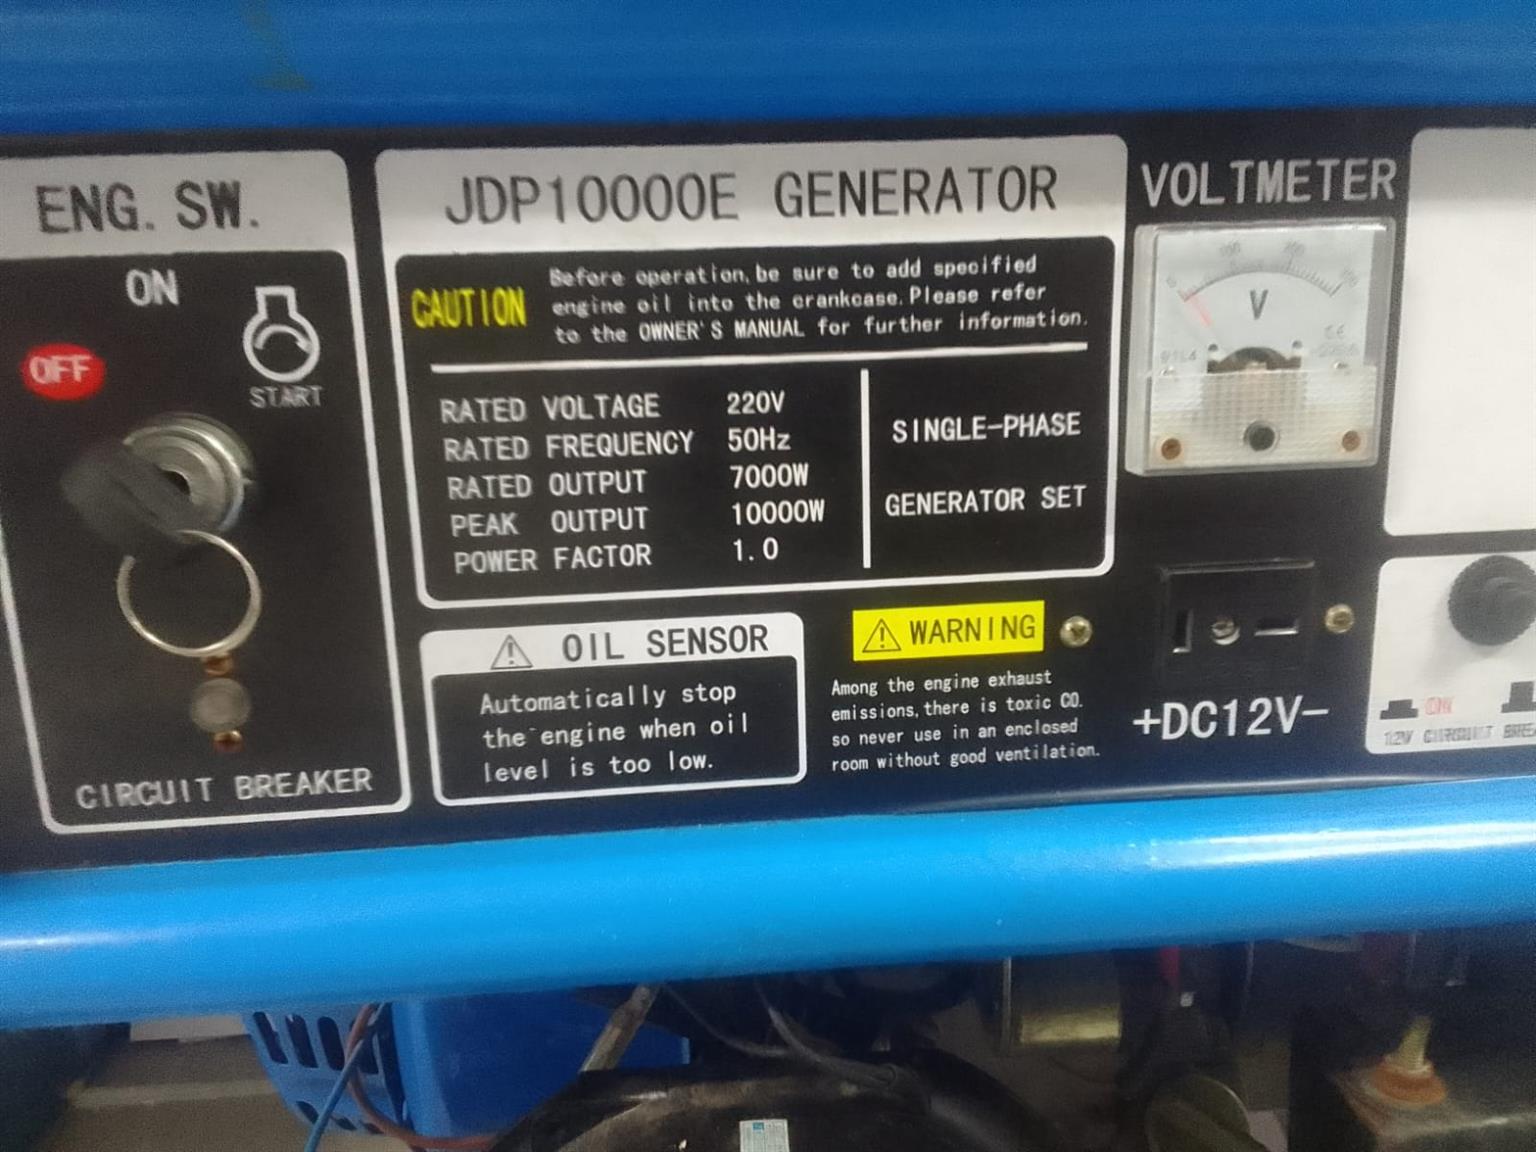 ENG. SW.
ON
OFF
START
CIRCUIT BREAKER
JDP10000E GENERATOR
CAUTION
Before operation, be sure to add specified
engine oil into the crankcase. Please refer
to the OWNER'S MANUAL for further information.
RATED VOLTAGE 220V
RATED FREQUENCY 50Hz
RATED OUTPUT 7000W
PEAK OUTPUT 10000W
POWER FACTOR 1.0
SINGLE-PHASE
GENERATOR SET
OIL SENSOR
Automatically stop
the engine when oil
level is too low.
WARNING
Among the engine exhaust
emissions, there is toxic CO.
so never use in an enclosed
room without good ventilation.
VOLTMETER
V
91L4
+DC12V-
ON
12V CIRCUIT